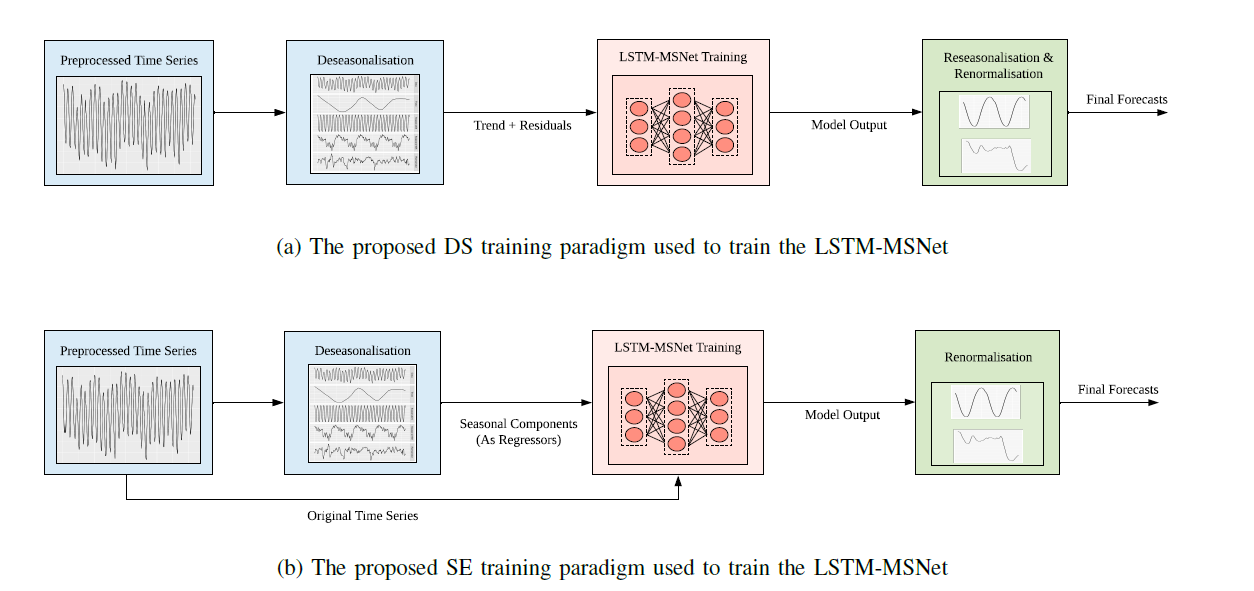 Preprocessed Time Series
Deseasonalisation
Trend + Residuals
LSTM-MSNet Training
Model Output
Reseasonalisation &
Renormalisation
Final Forecasts
(a) The proposed DS training paradigm used to train the LSTM-MSNet
Preprocessed Time Series
Deseasonalisation
Seasonal Components
(As Regressors)
LSTM-MSNet Training
Model Output
Renormalisation
Final Forecasts
Original Time Series
(b) The proposed SE training paradigm used to train the LSTM-MSNet